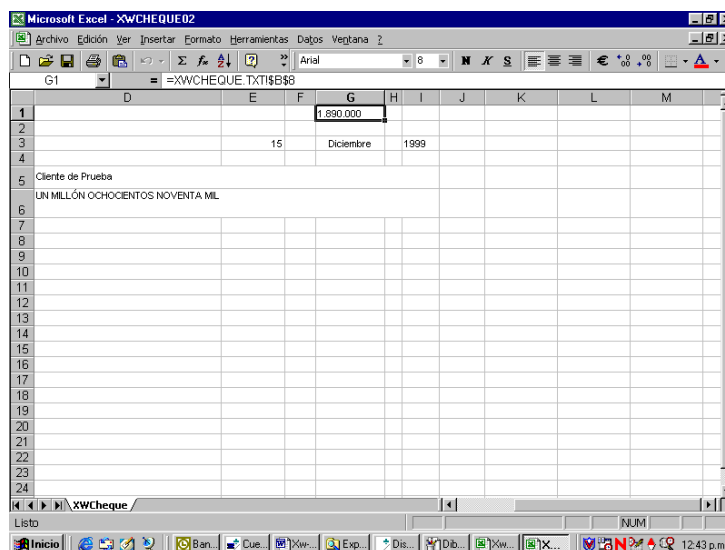 Microsoft Excel - XWCHEQUE02
Archivo Edición Ver Insertar Formato Herramientas Datos Ventana ?
Arial 8 N K S €
G1 = =XWCHEQUE.TXT!$B$8
D E F G H I J K L M
1 1.890.000
2
3 15 Diciembre 1999
4
5 Cliente de Prueba
6 UN MILLÓN OCHOCIENTOS NOVENTA MIL
7
8
9
10
11
12
13
14
15
16
17
18
19
20
21
22
23
24
XWCheque
Listo NUM
Inicio Ban... Cue... Xw-... Exp... Dis... Dib... Xw... X... 12:43 p.m.